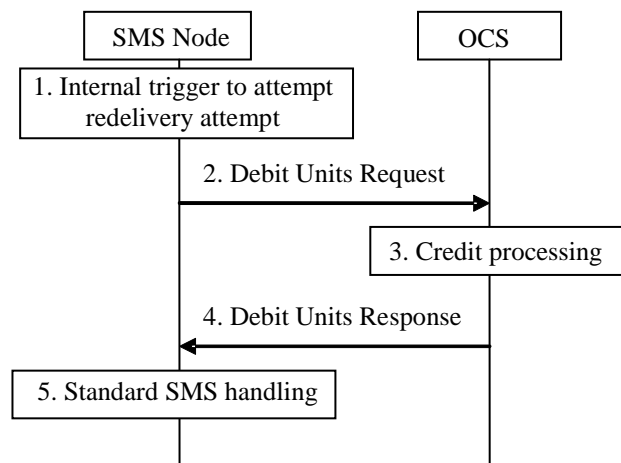 SMS Node
OCS
1. Internal trigger to attempt
redelivery attempt
2. Debit Units Request
3. Credit processing
4. Debit Units Response
5. Standard SMS handling